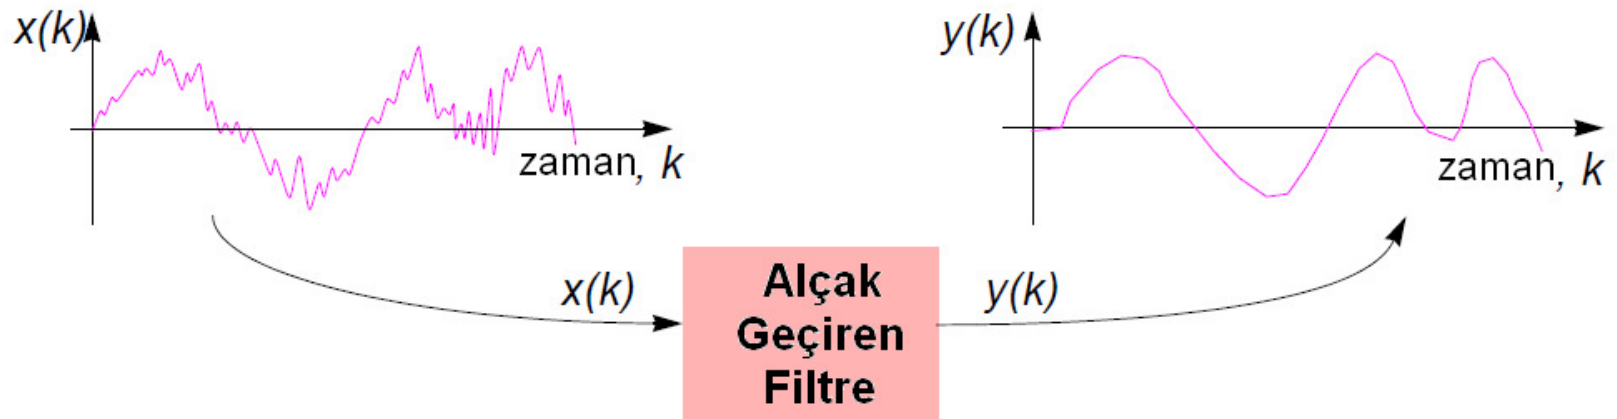 x(k)
y(k)
zaman, k
zaman, k
x(k)
y(k)
Alçak
Geçiren
Filtre